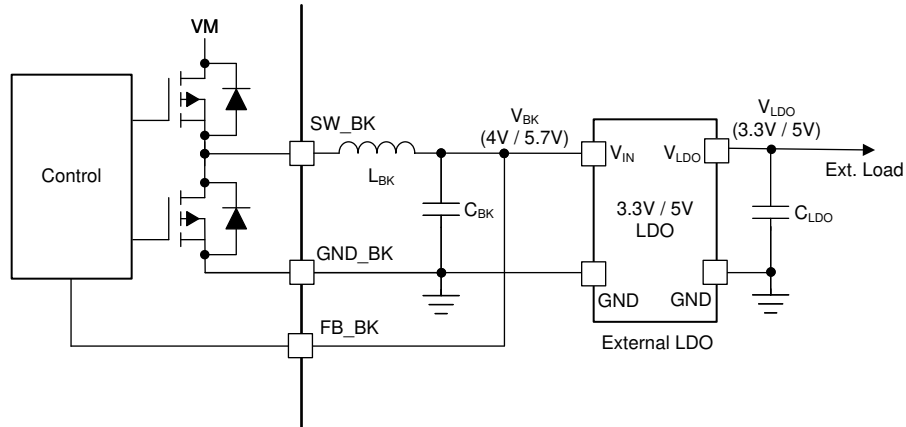 VM
Control
SW_BK
L_BK
C_BK
V_BK
(4V / 5.7V)
GND_BK
FB_BK
V_IN
V_LDO
3.3V / 5V
LDO
GND
GND
External LDO
V_LDO
(3.3V / 5V)
Ext. Load
C_LDO